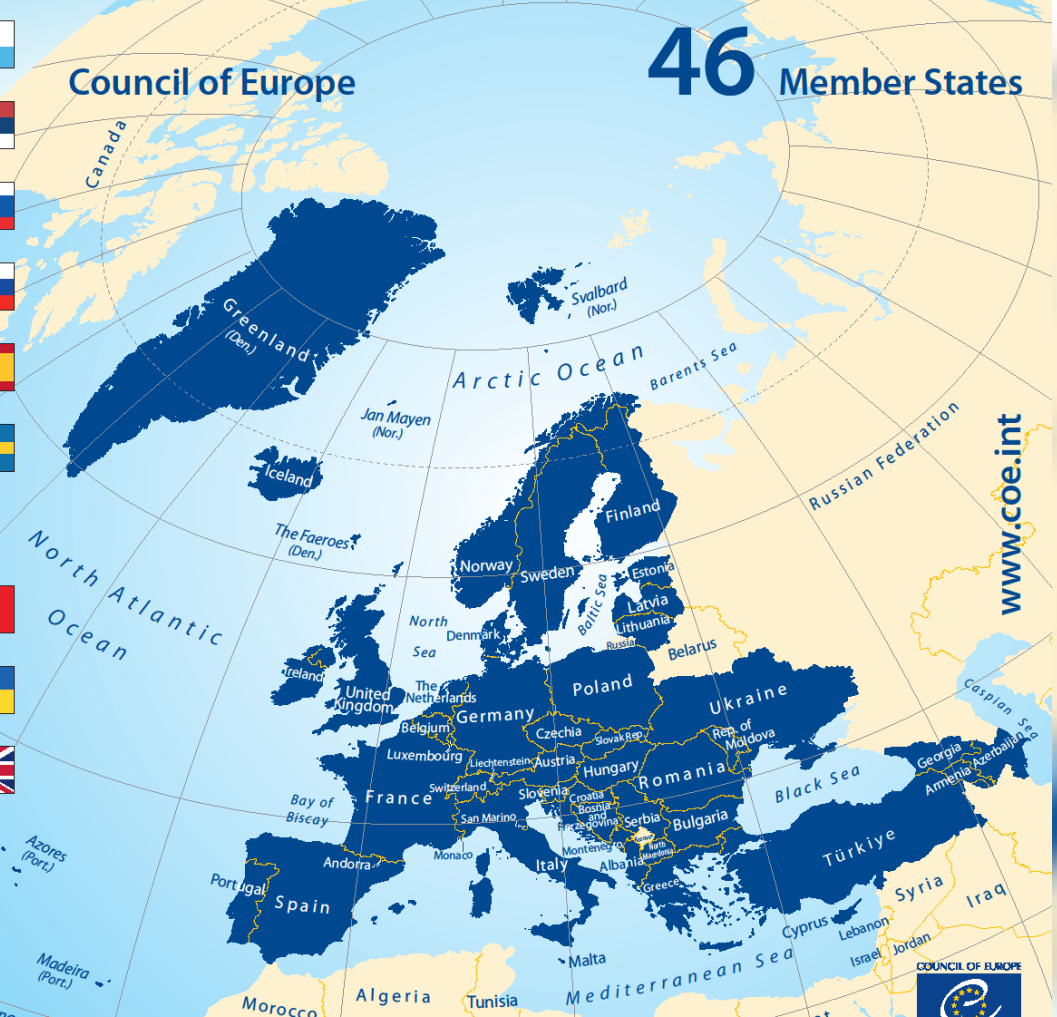 Council of Europe
46 Member States
Canada
Greenland
(Den.)
Svalbard
(Nor.)
Arctic Ocean
Barents Sea
Jan Mayen
(Nor.)
Iceland
The Faeroes
(Den.)
Russian Federation
www.coe.int
North Atlantic
Ocean
Norway
Sweden
Finland
Estonia
Latvia
Lithuania
Russia
Baltic Sea
Belarus
North
Sea
Denmark
Ireland
United
Kingdom
The
Netherlands
Belgium
Luxembourg
Germany
Poland
Czechia
Slovak Rep.
Ukraine
Rep. of
Moldova
Caspian Sea
Liechtenstein
Austria
Hungary
Romania
Switzerland
France
Slovenia
Croatia
Bosnia
and
Herzegovina
Serbia
Bulgaria
Black Sea
Georgia
Armenia
Azerbaijan
Bay of
Biscay
San Marino
Monaco
Italy
Montenegro
North
Macedonia
Albania
Greece
Türkiye
Andorra
Portugal
Spain
Azores
(Port.)
Madeira
(Port.)
Malta
Mediterranean Sea
Cyprus
Lebanon
Syria
Iraq
Israel
Jordan
Morocco
Algeria
Tunisia
COUNCIL OF EUROPE